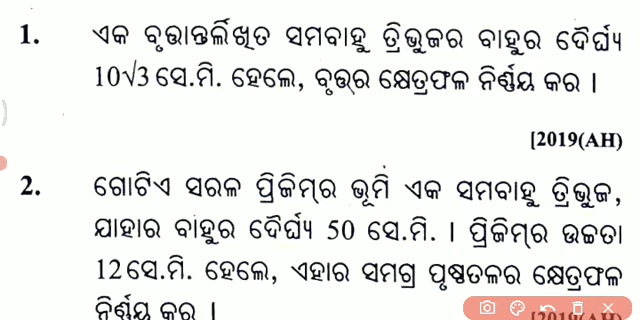 1. ଏକ ବୃତ୍ତାନ୍ତର୍ଲିଖିତ ସମବାହୁ ତ୍ରିଭୁଜର ବାହୁର ଦୈର୍ଘ୍ୟ
10√3 ସେ.ମି. ହେଲେ, ବୃତ୍ତର କ୍ଷେତ୍ରଫଳ ନିର୍ଣ୍ଣୟ କର ।
[2019(AH)
2. ଗୋଟିଏ ସରଳ ପ୍ରିଜିମ୍‌ର ଭୂମି ଏକ ସମବାହୁ ତ୍ରିଭୁଜ,
ଯାହାର ବାହୁର ଦୈର୍ଘ୍ୟ 50 ସେ.ମି. । ପ୍ରିଜିମ୍‌ର ଉଚ୍ଚତା
12 ସେ.ମି. ହେଲେ, ଏହାର ସମଗ୍ର ପୃଷ୍ଠତଳର କ୍ଷେତ୍ରଫଳ
ନିର୍ଣ୍ଣୟ କର ।